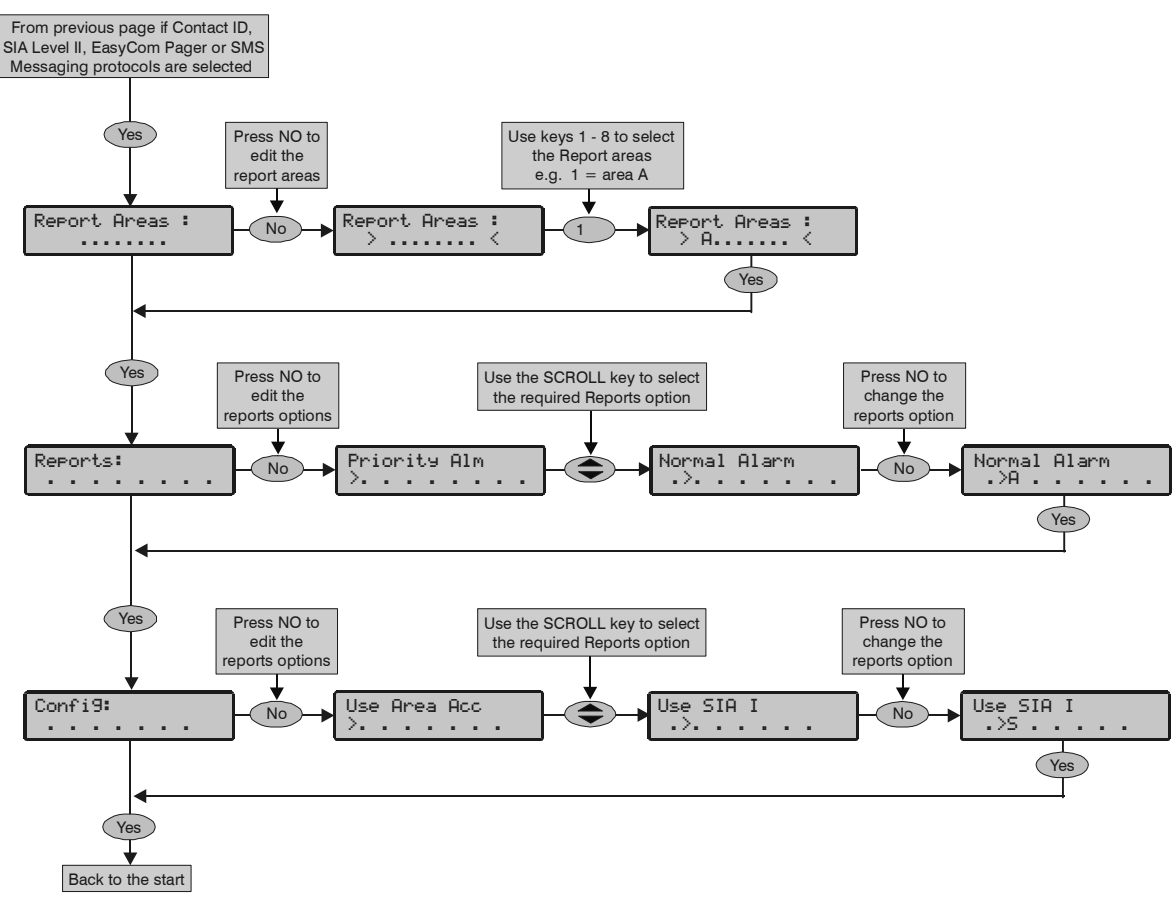 From previous page if Contact ID,
SIA Level II, EasyCom Pager or SMS
Messaging protocols are selected
Yes
Press NO to
edit the
report areas
Use keys 1 - 8 to select
the Report areas
e.g. 1 = area A
Report Areas :
........
No
Report Areas :
> ........ <
1
Report Areas :
> A....... <
Yes
Yes
Press NO to
edit the
reports options
Use the SCROLL key to select
the required Reports option
Press NO to
change the
reports option
Reports:
. . . . . . . .
No
Priority Alm
>. . . . . . . .
Normal Alarm
.>. . . . . . .
No
Normal Alarm
.>A . . . . . .
Yes
Yes
Press NO to
edit the
reports options
Use the SCROLL key to select
the required Reports option
Press NO to
change the
reports option
Config:
. . . . . . .
No
Use Area Acc
>. . . . . . .
Use SIA I
.>. . . . . .
No
Use SIA I
.>S . . . . .
Yes
Yes
Back to the start